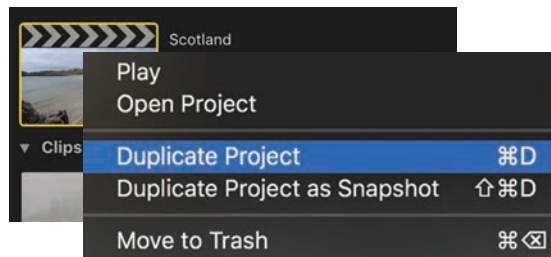 Scotland
Play
Open Project
▼ Clips
Duplicate Project ⌘D
Duplicate Project as Snapshot ⇧⌘D
Move to Trash ⌘⌫